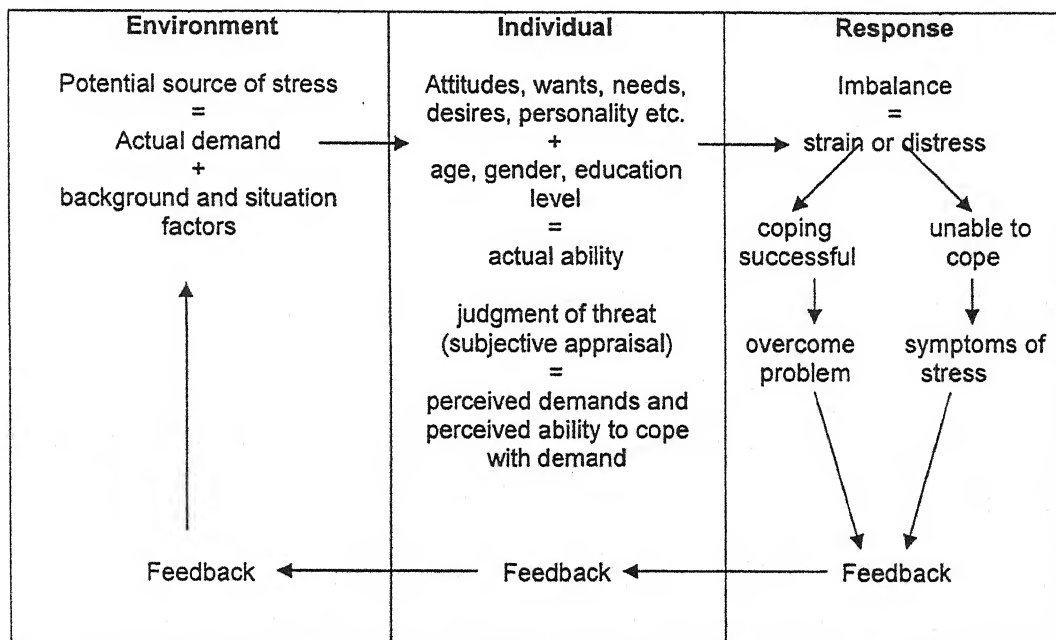 Environment
Potential source of stress
=
Actual demand
+
background and situation
factors
Feedback
Individual
Attitudes, wants, needs,
desires, personality etc.
+
age, gender, education
level
=
actual ability
judgment of threat
(subjective appraisal)
=
perceived demands and
perceived ability to cope
with demand
Feedback
Response
Imbalance
=
strain or distress
coping
successful
unable to
cope
overcome
problem
symptoms of
stress
Feedback